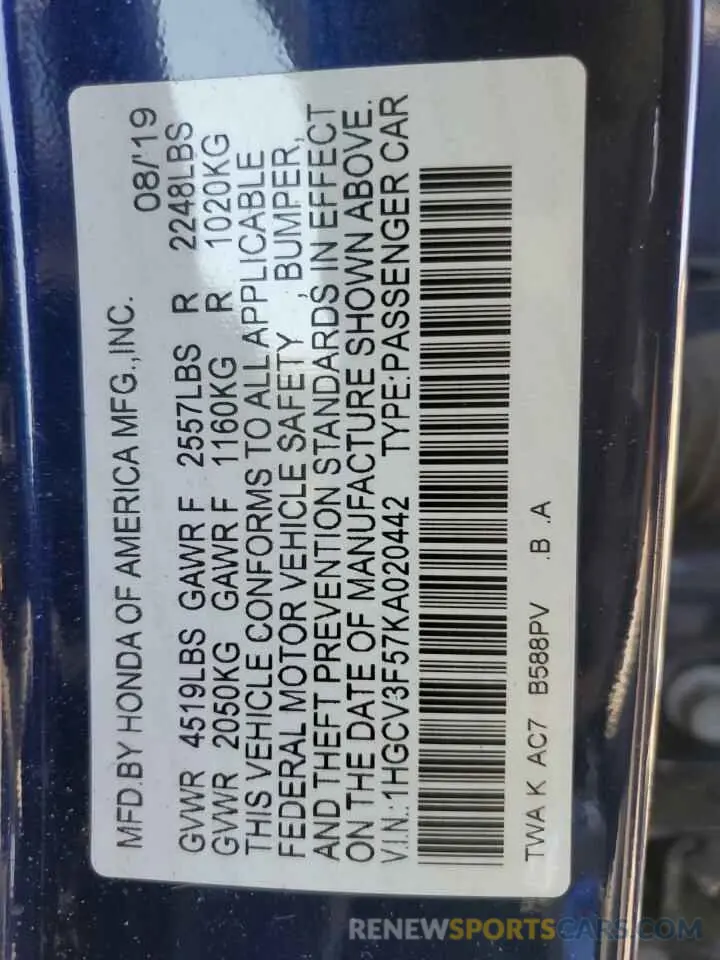 MFD.BY HONDA OF AMERICA MFG.,INC. 08/'19
GVWR 4519LBS GAWR F 2557LBS R 2248LBS
GVWR 2050KG GAWR F 1160KG R 1020KG
THIS VEHICLE CONFORMS TO ALL APPLICABLE
FEDERAL MOTOR VEHICLE SAFETY , BUMPER,
AND THEFT PREVENTION STANDARDS IN EFFECT
ON THE DATE OF MANUFACTURE SHOWN ABOVE.
V.I.N.:1HGCV3F57KA020442 TYPE:PASSENGER CAR
TWA K AC7 B588PV .B .A
RENEWSPORTSCARS.COM